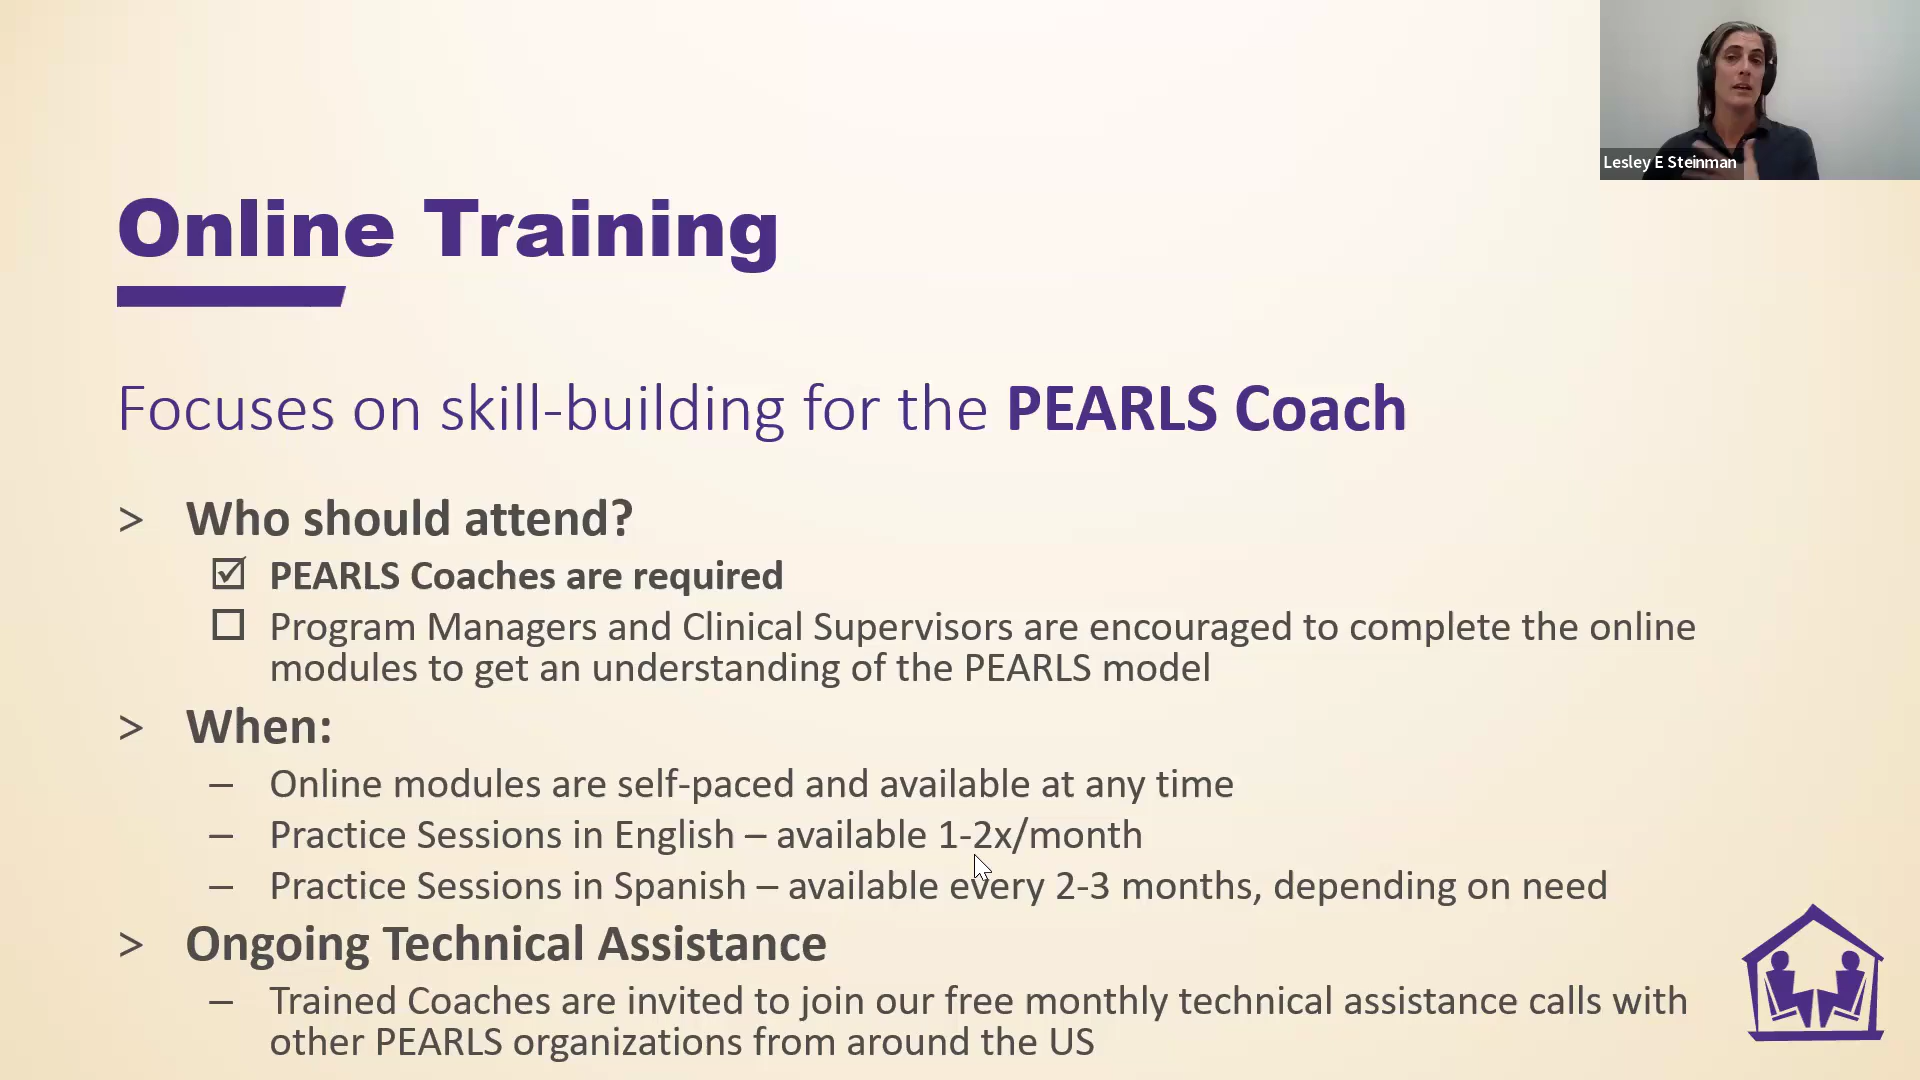 Lesley E Steinman
Online Training
Focuses on skill-building for the PEARLS Coach
> Who should attend?
☑ PEARLS Coaches are required
☐ Program Managers and Clinical Supervisors are encouraged to complete the online
modules to get an understanding of the PEARLS model
> When:
– Online modules are self-paced and available at any time
– Practice Sessions in English – available 1-2x/month
– Practice Sessions in Spanish – available every 2-3 months, depending on need
> Ongoing Technical Assistance
– Trained Coaches are invited to join our free monthly technical assistance calls with
other PEARLS organizations from around the US